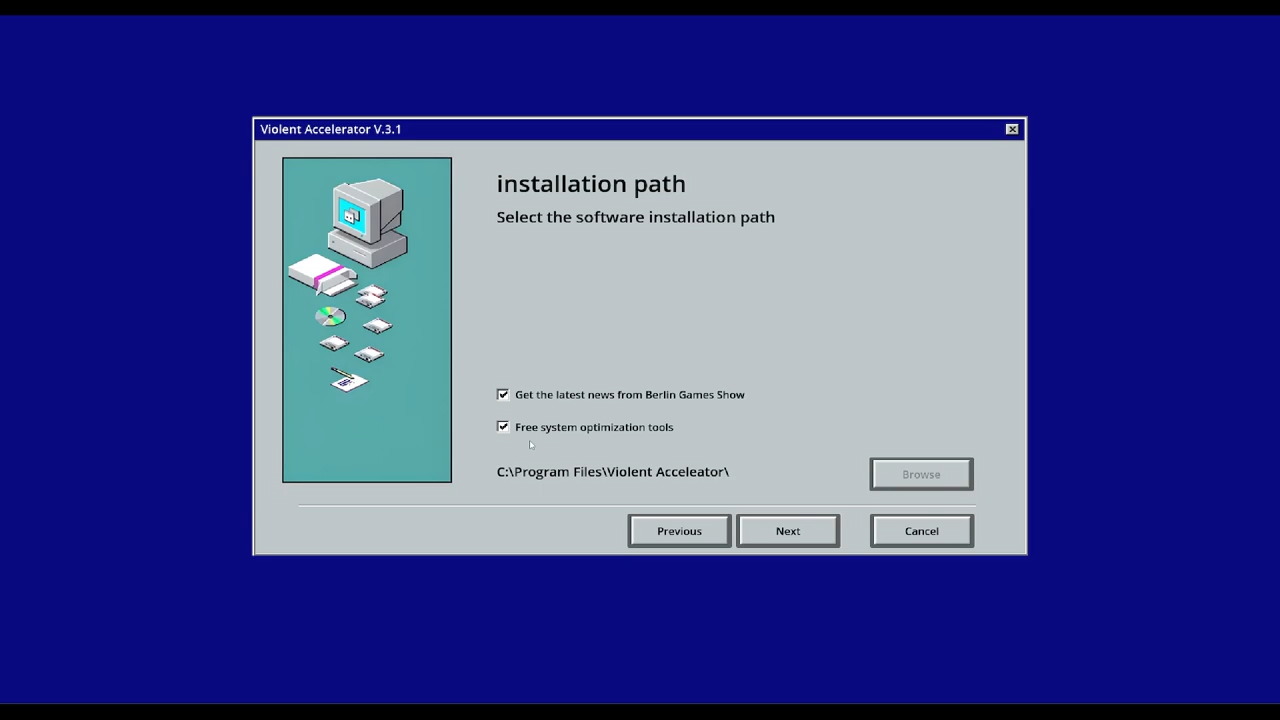 Violent Accelerator V.3.1
installation path
Select the software installation path
Get the latest news from Berlin Games Show
Free system optimization tools
C:\Program Files\Violent Acceleator\
Browse
Previous
Next
Cancel